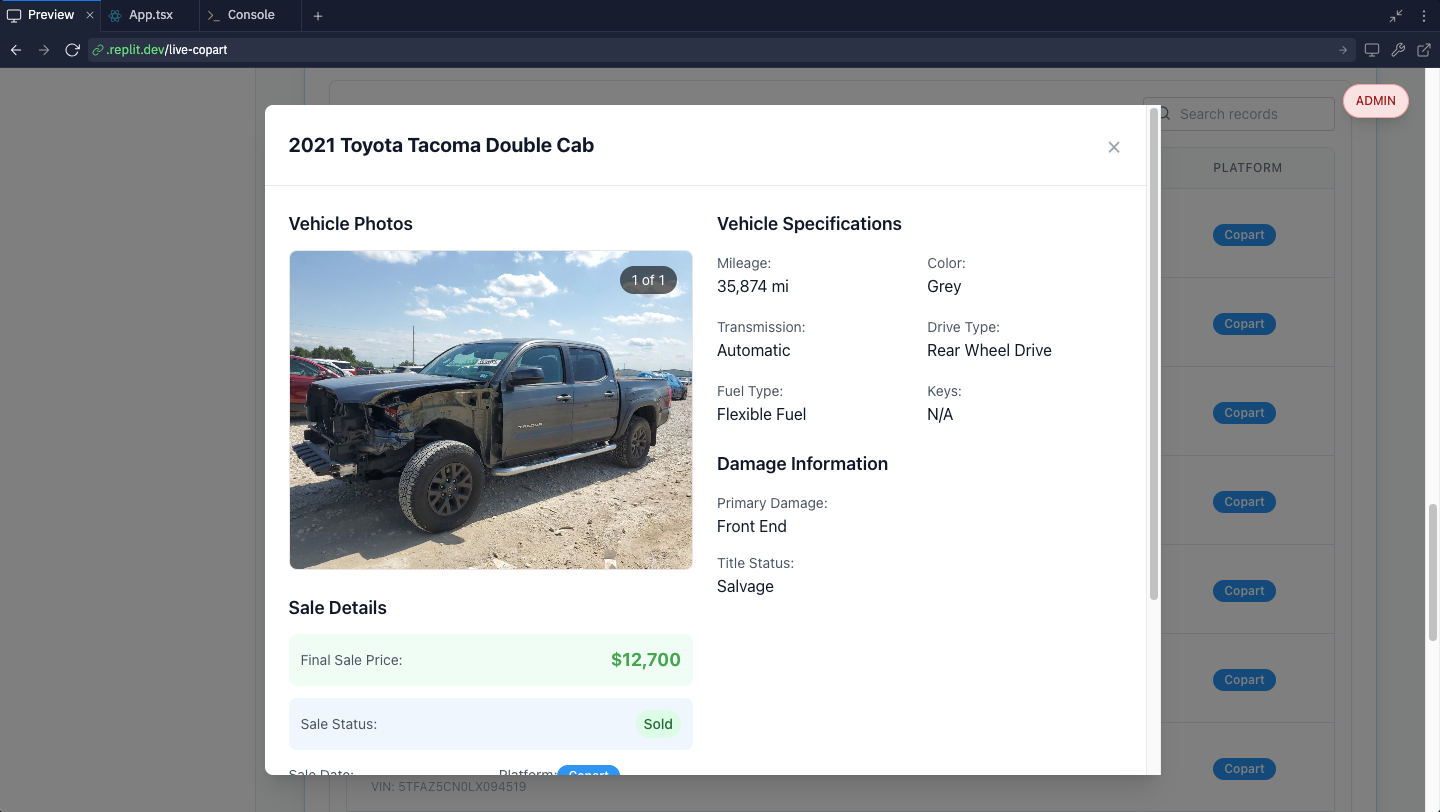 Preview
App.tsx
Console
.replit.dev/live-copart
ADMIN
Search records
PLATFORM
2021 Toyota Tacoma Double Cab
Vehicle Photos
1 of 1
Sale Details
Final Sale Price: $12,700
Sale Status: Sold
Sale Date: Platform: Copart
Vehicle Specifications
Mileage: Color:
35,874 mi Grey
Transmission: Drive Type:
Automatic Rear Wheel Drive
Fuel Type: Keys:
Flexible Fuel N/A
Damage Information
Primary Damage:
Front End
Title Status:
Salvage
Copart
Copart
Copart
Copart
Copart
Copart
Copart
VIN: 5TFAZ5CN0LX094519